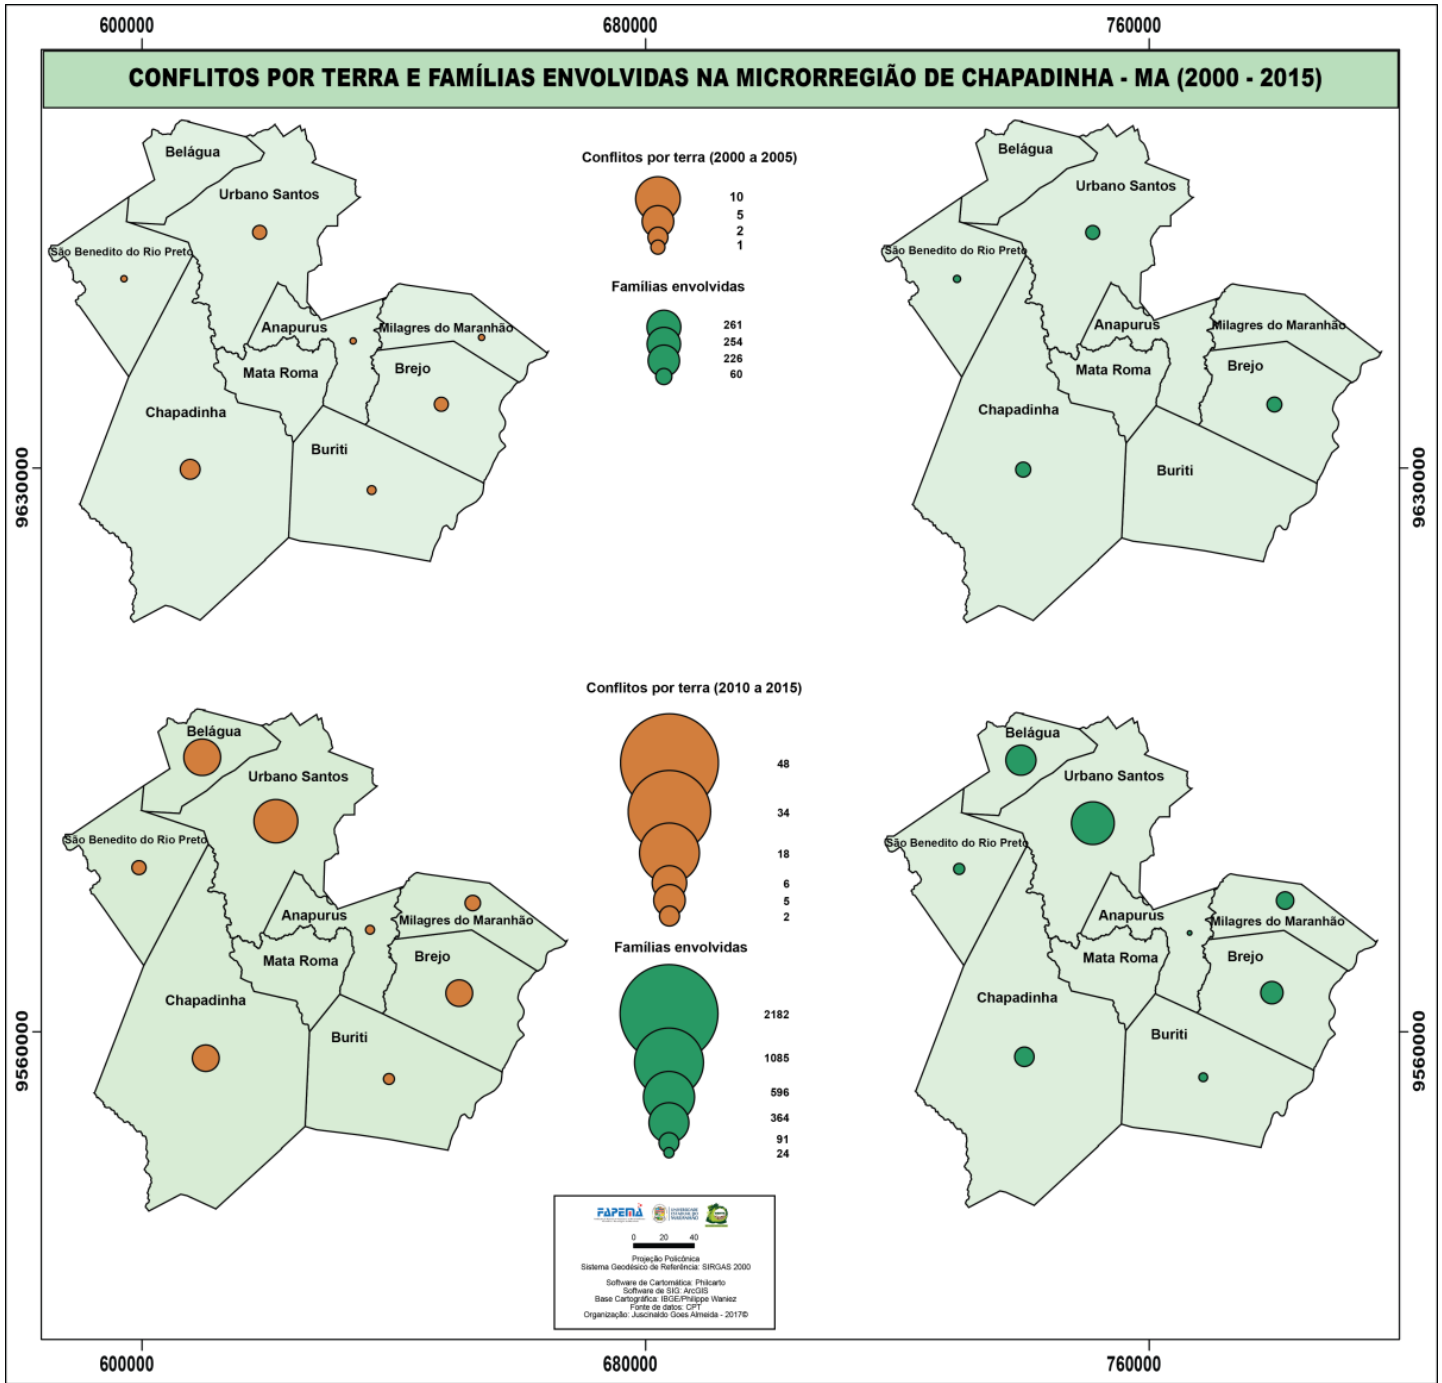 600000
680000
760000
CONFLITOS POR TERRA E FAMÍLIAS ENVOLVIDAS NA MICRORREGIÃO DE CHAPADINHA - MA (2000 - 2015)
Belágua
Urbano Santos
São Benedito do Rio Preto
Anapurus
Milagres do Maranhão
Mata Roma
Brejo
Chapadinha
Buriti
Conflitos por terra (2000 a 2005)
10
5
2
1
Famílias envolvidas
261
254
226
60
Belágua
Urbano Santos
São Benedito do Rio Preto
Anapurus
Milagres do Maranhão
Mata Roma
Brejo
Chapadinha
Buriti
9630000
9630000
Belágua
Urbano Santos
São Benedito do Rio Preto
Anapurus
Milagres do Maranhão
Mata Roma
Brejo
Chapadinha
Buriti
Conflitos por terra (2010 a 2015)
48
34
18
6
5
2
Famílias envolvidas
2182
1085
596
364
91
24
Belágua
Urbano Santos
São Benedito do Rio Preto
Anapurus
Milagres do Maranhão
Mata Roma
Brejo
Chapadinha
Buriti
9560000
9560000
FAPEMA
UNIVERSIDADE
ESTADUAL DO
MARANHÃO
0 20 40
Projeção Policônica
Sistema Geodésico de Referência: SIRGAS 2000
Software de Cartomática: Philcarto
Software de SIG: ArcGIS
Base Cartográfica: IBGE/Philippe Waniez
Fonte de datos: CPT
Organização: Juscinaldo Goes Almeida - 2017©
600000
680000
760000